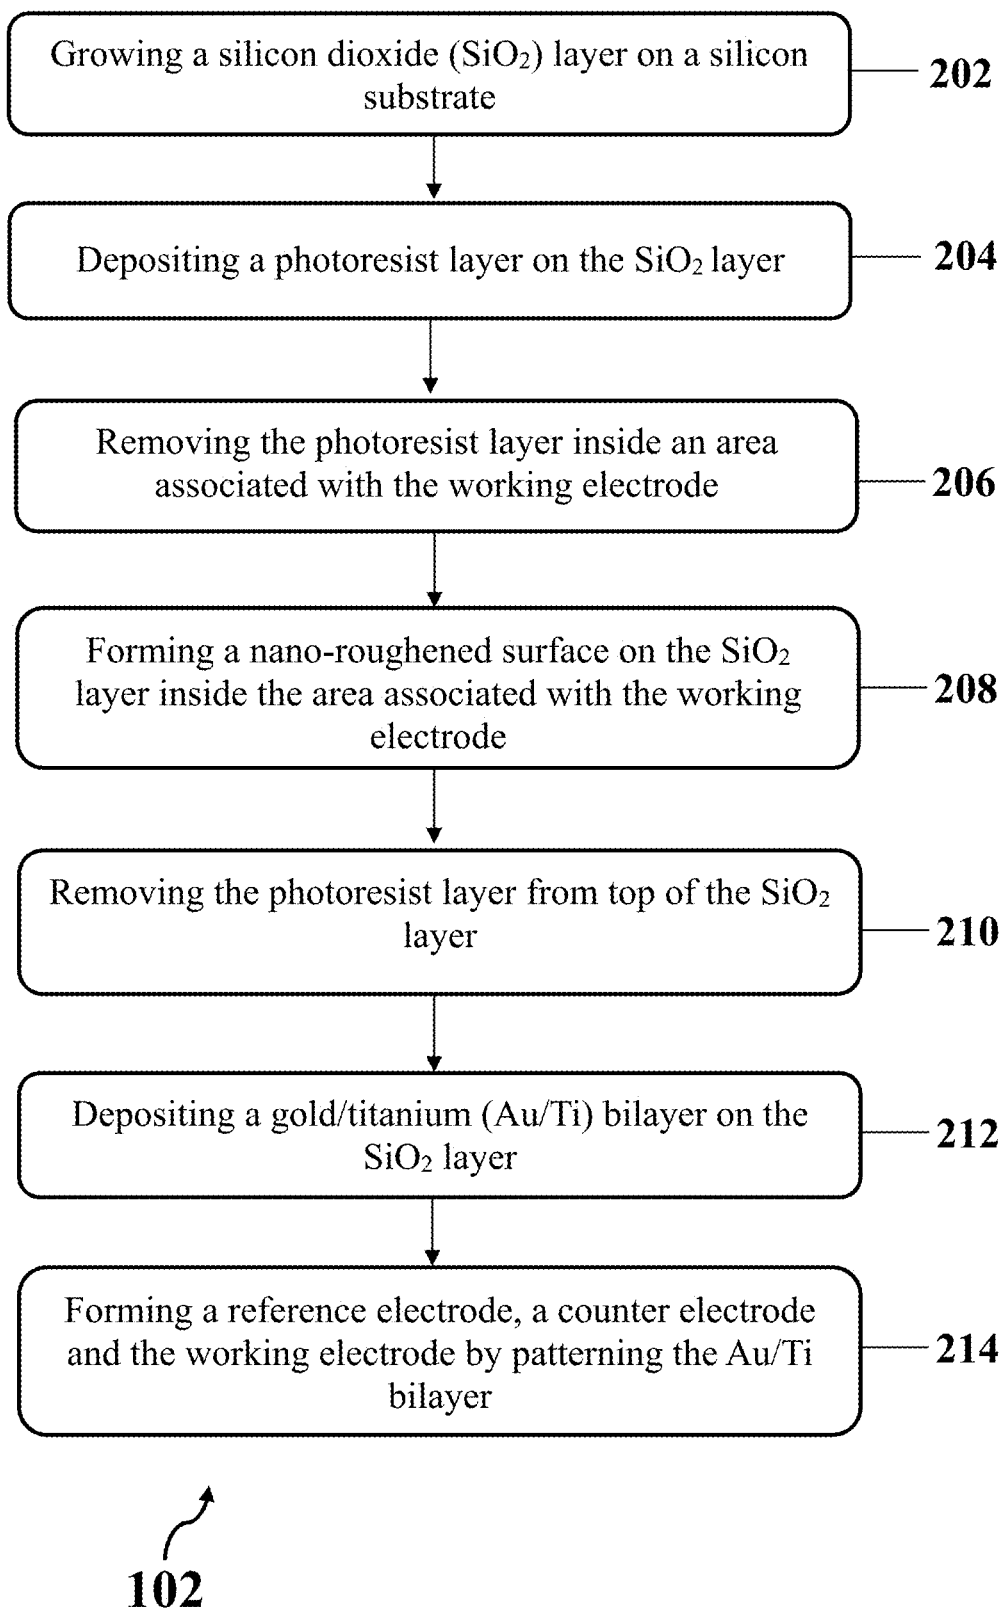 Growing a silicon dioxide (SiO₂) layer on a silicon
substrate
202
Depositing a photoresist layer on the SiO₂ layer
204
Removing the photoresist layer inside an area
associated with the working electrode
206
Forming a nano-roughened surface on the SiO₂
layer inside the area associated with the working
electrode
208
Removing the photoresist layer from top of the SiO₂
layer
210
Depositing a gold/titanium (Au/Ti) bilayer on the
SiO₂ layer
212
Forming a reference electrode, a counter electrode
and the working electrode by patterning the Au/Ti
bilayer
214
102